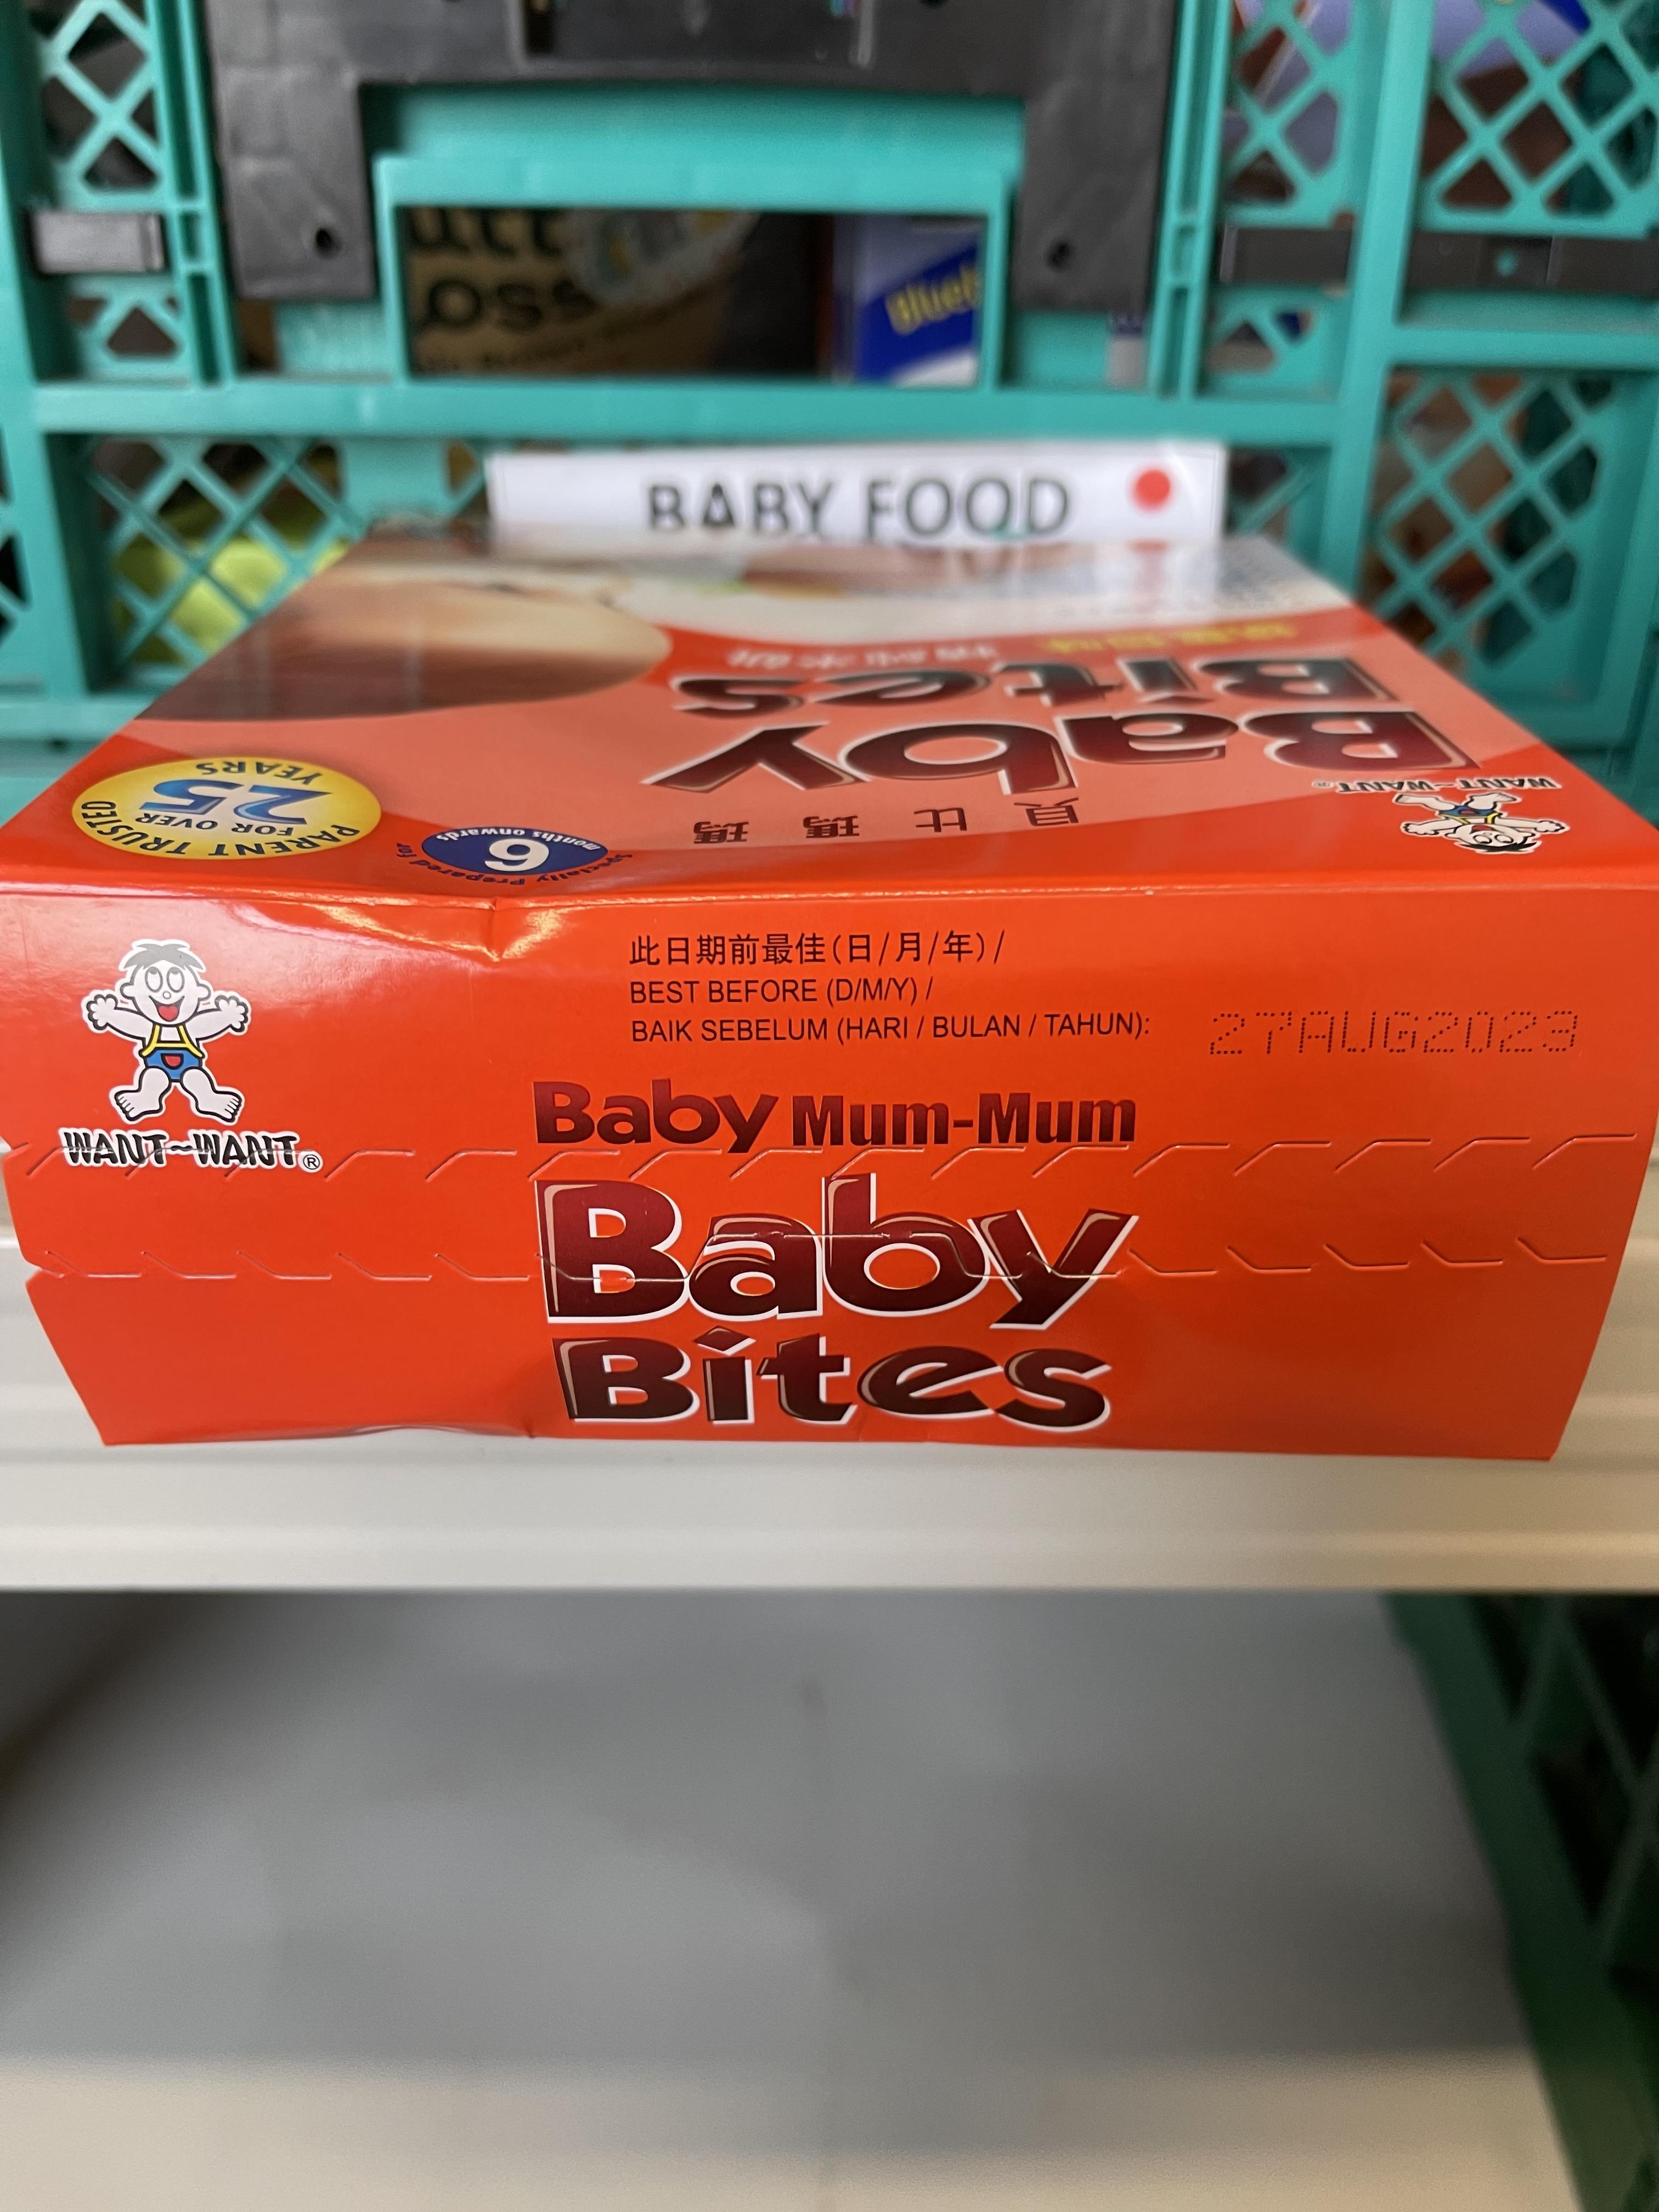 BABY FOOD
Baby
Bites
貝比瑪瑪
WANT~WANT®
PARENT TRUSTED
FOR OVER
25
YEARS
Specially Prepared for
6
months onwards
此日期前最佳(日/月/年)/
BEST BEFORE (D/M/Y) /
BAIK SEBELUM (HARI / BULAN / TAHUN): 27AUG2023
WANT~WANT®
Baby Mum-Mum
Baby
Bites